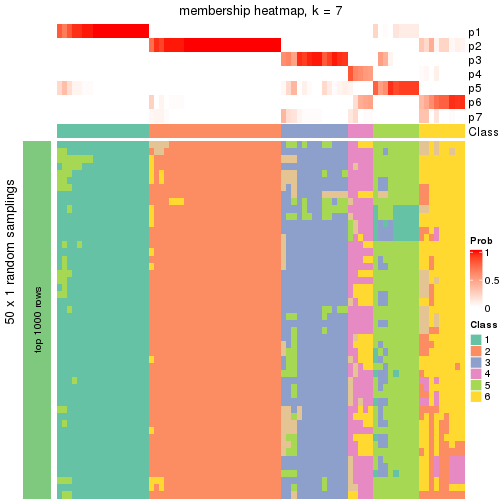 membership heatmap, k = 7
p1
p2
p3
p4
p5
p6
p7
Class
50 x 1 random samplings
top 1000 rows
Prob
1
0.5
0
Class
1
2
3
4
5
6